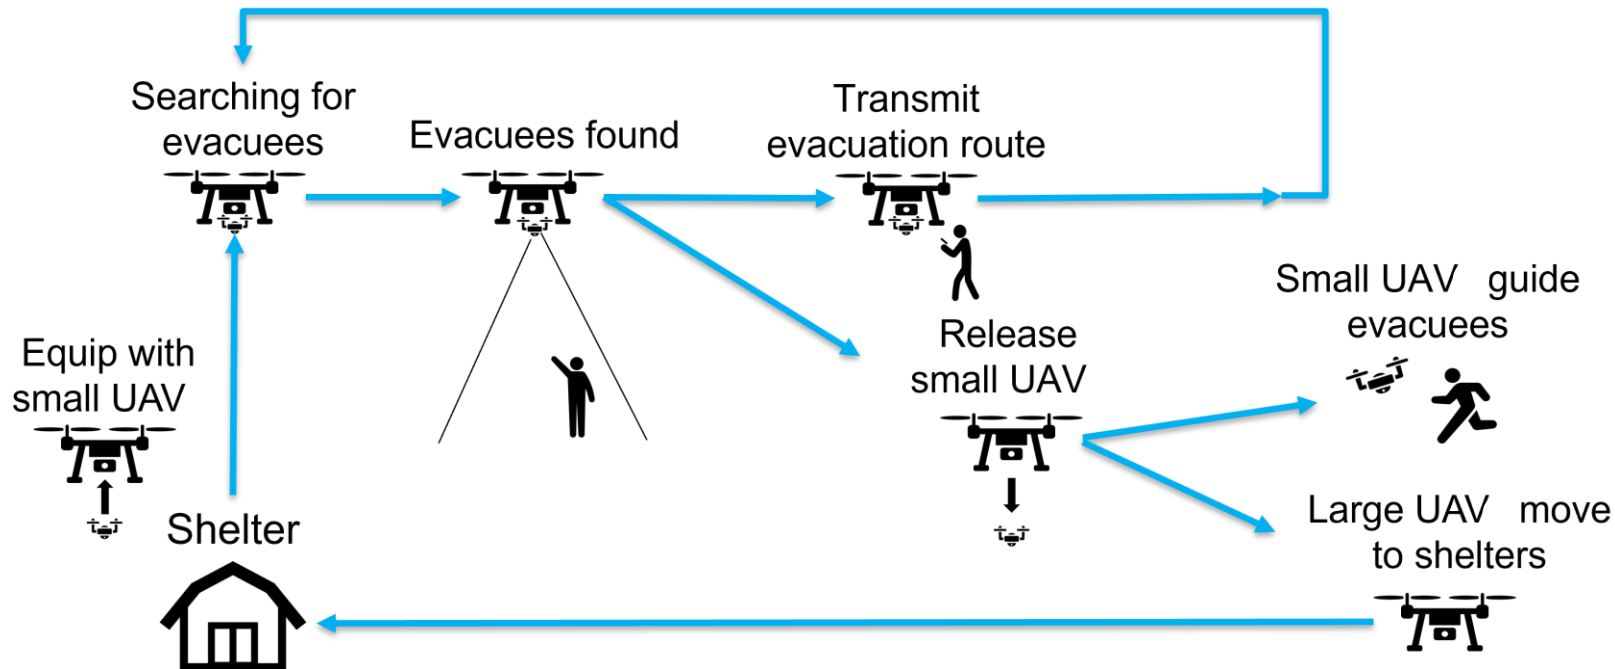 Searching for
evacuees
Evacuees found
Transmit
evacuation route
Equip with
small UAV
Shelter
Release
small UAV
Small UAV guide
evacuees
Large UAV move
to shelters